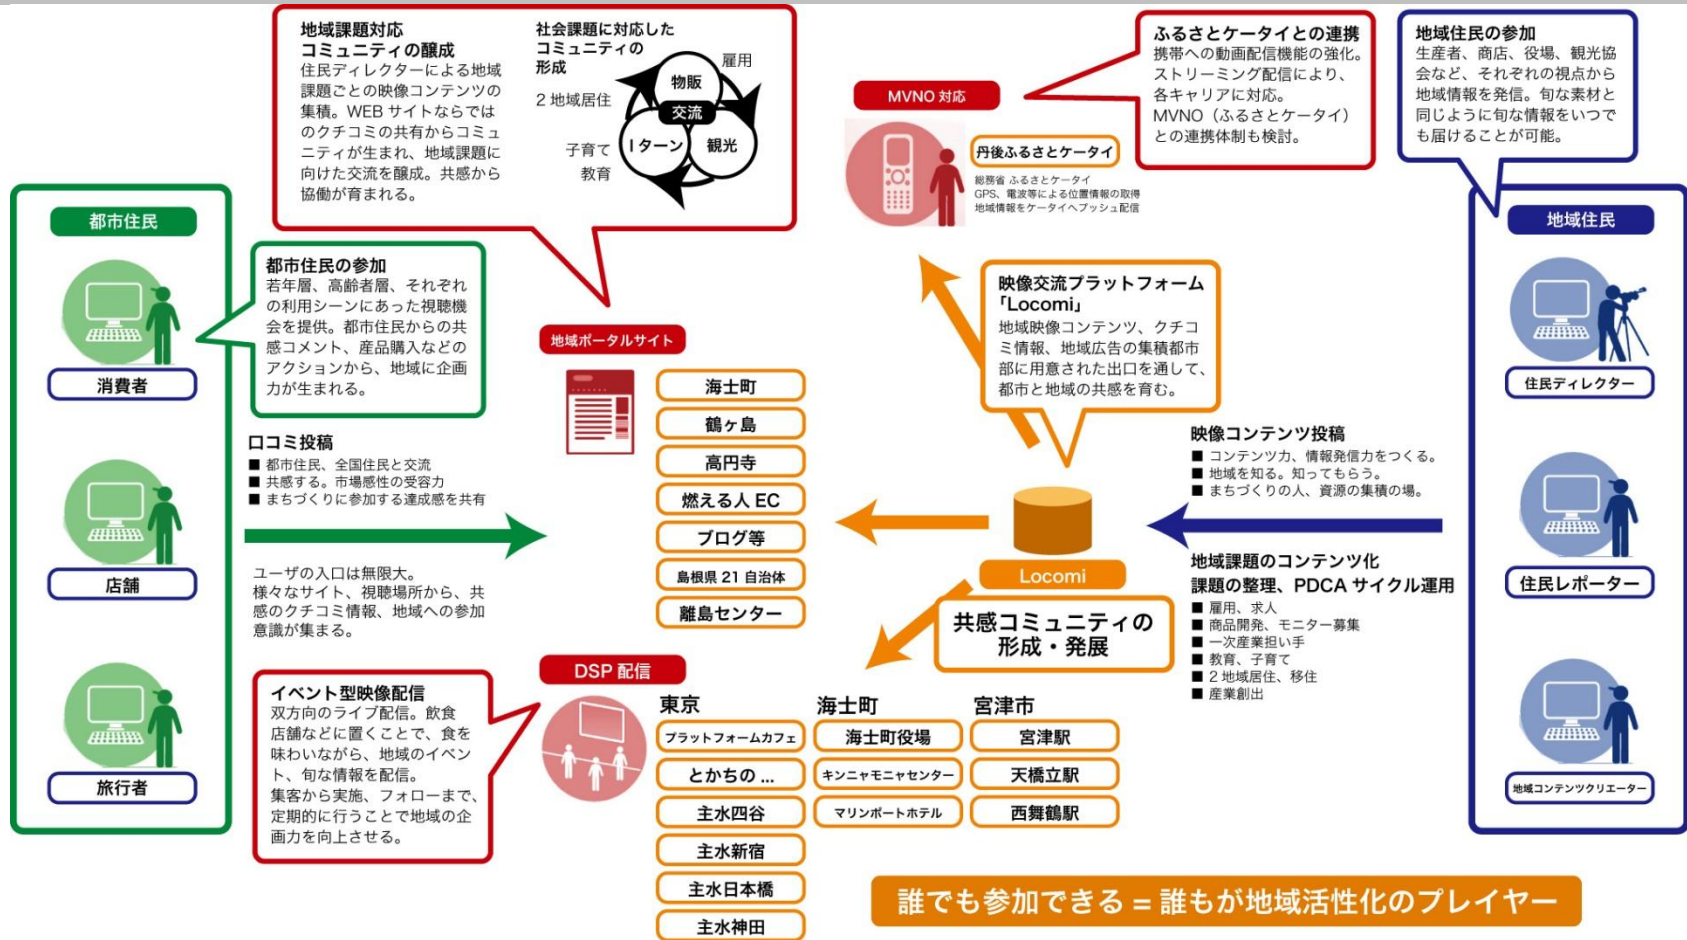 地域課題対応
コミュニティの醸成
住民ディレクターによる地域
課題ごとの映像コンテンツの
集積。WEB サイトならでは
のクチコミの共有からコミュ
ニティが生まれ、地域課題に
向けた交流を醸成。共感から
協働が育まれる。
社会課題に対応した
コミュニティの
形成
雇用
2 地域居住
子育て
教育
物販
交流
I ターン
観光
MVNO 対応
丹後ふるさとケータイ
総務省 ふるさとケータイ
GPS、電波等による位置情報の取得
地域情報をケータイへプッシュ配信
ふるさとケータイとの連携
携帯への動画配信機能の強化。
ストリーミング配信により、
各キャリアに対応。
MVNO（ふるさとケータイ）
との連携体制も検討。
地域住民の参加
生産者、商店、役場、観光協
会など、それぞれの視点から
地域情報を発信。旬な素材と
同じように旬な情報をいつで
も届けることが可能。
都市住民
消費者
店舗
旅行者
都市住民の参加
若年層、高齢者層、それぞれ
の利用シーンにあった視聴機
会を提供。都市住民からの共
感コメント、産品購入などの
アクションから、地域に企画
力が生まれる。
口コミ投稿
■ 都市住民、全国住民と交流
■ 共感する。市場感性の受容力
■ まちづくりに参加する達成感を共有
ユーザの入口は無限大。
様々なサイト、視聴場所から、共
感のクチコミ情報、地域への参加
意識が集まる。
地域ポータルサイト
海士町
鶴ヶ島
高円寺
燃える人 EC
ブログ等
島根県 21 自治体
離島センター
映像交流プラットフォーム
「Locomi」
地域映像コンテンツ、クチコ
ミ情報、地域広告の集積都市
部に用意された出口を通して、
都市と地域の共感を育む。
Locomi
共感コミュニティの
形成・発展
映像コンテンツ投稿
■ コンテンツ力、情報発信力をつくる。
■ 地域を知る。知ってもらう。
■ まちづくりの人、資源の集積の場。
地域課題のコンテンツ化
課題の整理、PDCA サイクル運用
■ 雇用、求人
■ 商品開発、モニター募集
■ 一次産業担い手
■ 教育、子育て
■ 2 地域居住、移住
■ 産業創出
地域住民
住民ディレクター
住民レポーター
地域コンテンツクリエーター
イベント型映像配信
双方向のライブ配信。飲食
店舗などに置くことで、食を
味わいながら、地域のイベン
ト、旬な情報を配信。
集客から実施、フォローまで、
定期的に行うことで地域の企
画力を向上させる。
DSP 配信
東京
プラットフォームカフェ
とかちの ...
主水四谷
主水新宿
主水日本橋
主水神田
海士町
海士町役場
キンニャモニャセンター
マリンポートホテル
宮津市
宮津駅
天橋立駅
西舞鶴駅
誰でも参加できる = 誰もが地域活性化のプレイヤー